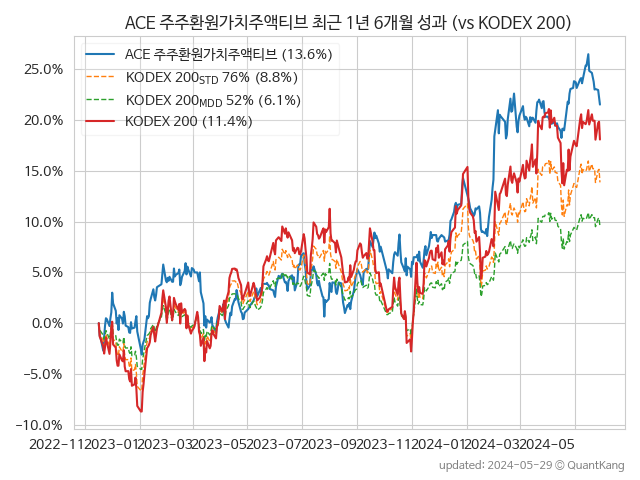 ACE 주주환원가치주액티브 최근 1년 6개월 성과 (vs KODEX 200)
ACE 주주환원가치주액티브 (13.6%)
KODEX 200STD 76% (8.8%)
KODEX 200MDD 52% (6.1%)
KODEX 200 (11.4%)
25.0%
20.0%
15.0%
10.0%
5.0%
0.0%
−5.0%
−10.0%
2022-11 2023-01 2023-03 2023-05 2023-07 2023-09 2023-11 2024-01 2024-03 2024-05
updated: 2024-05-29 © QuantKang